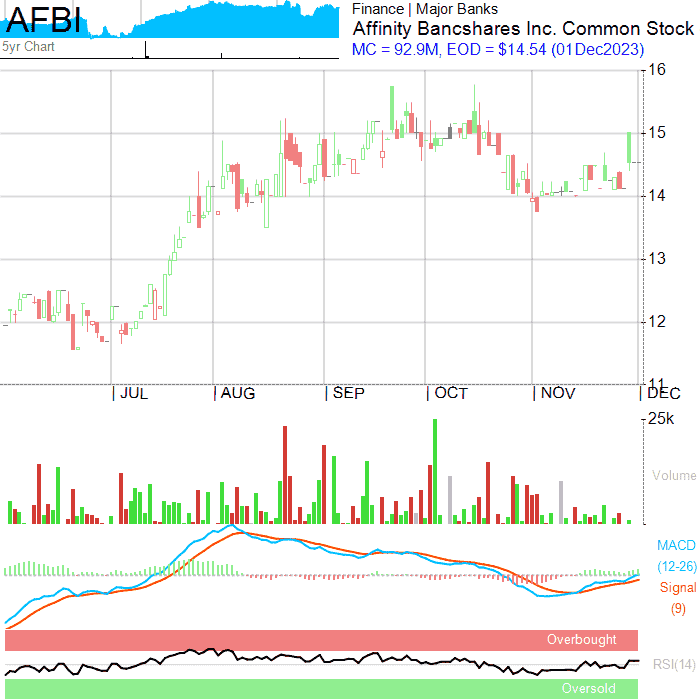 AFBI
5yr Chart
Finance | Major Banks
Affinity Bancshares Inc. Common Stock
MC = 92.9M, EOD = $14.54 (01Dec2023)
16
15
14
13
12
11
JUL
AUG
SEP
OCT
NOV
DEC
25k
Volume
MACD
(12-26)
Signal
(9)
Overbought
RSI(14)
Oversold